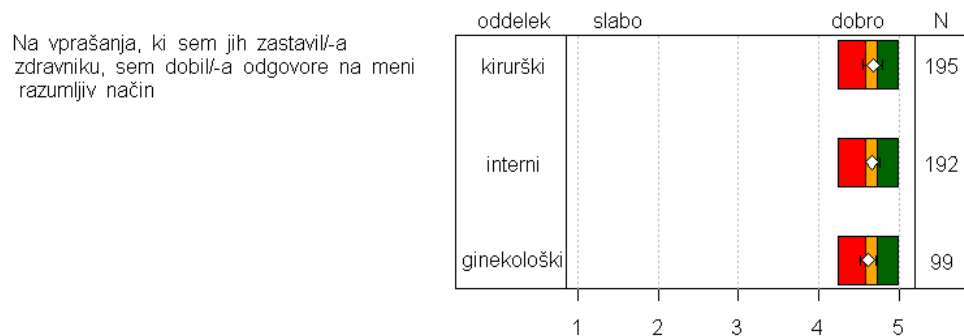 oddelek slabo dobro N
Na vprašanja, ki sem jih zastavil/-a
zdravniku, sem dobil/-a odgovore na meni
razumljiv način
kirurški 195
interni 192
ginekološki 99
1 2 3 4 5